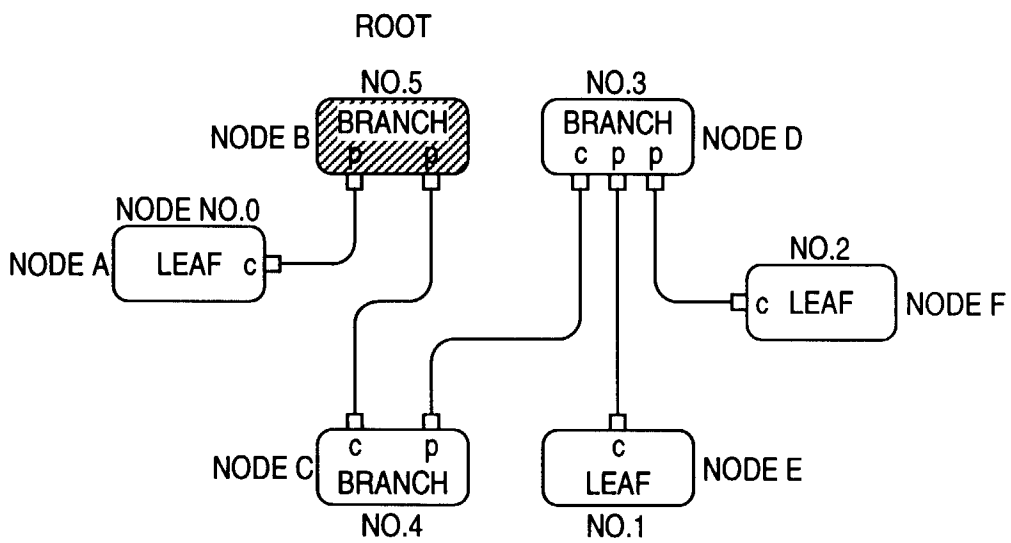 ROOT
NO.5
NO.3
BRANCH
BRANCH
NODE B
NODE D
p p
c p p
NODE NO.0
NODE A
LEAF c
NO.2
c LEAF
NODE F
c p
c
NODE C
NODE E
BRANCH
LEAF
NO.4
NO.1